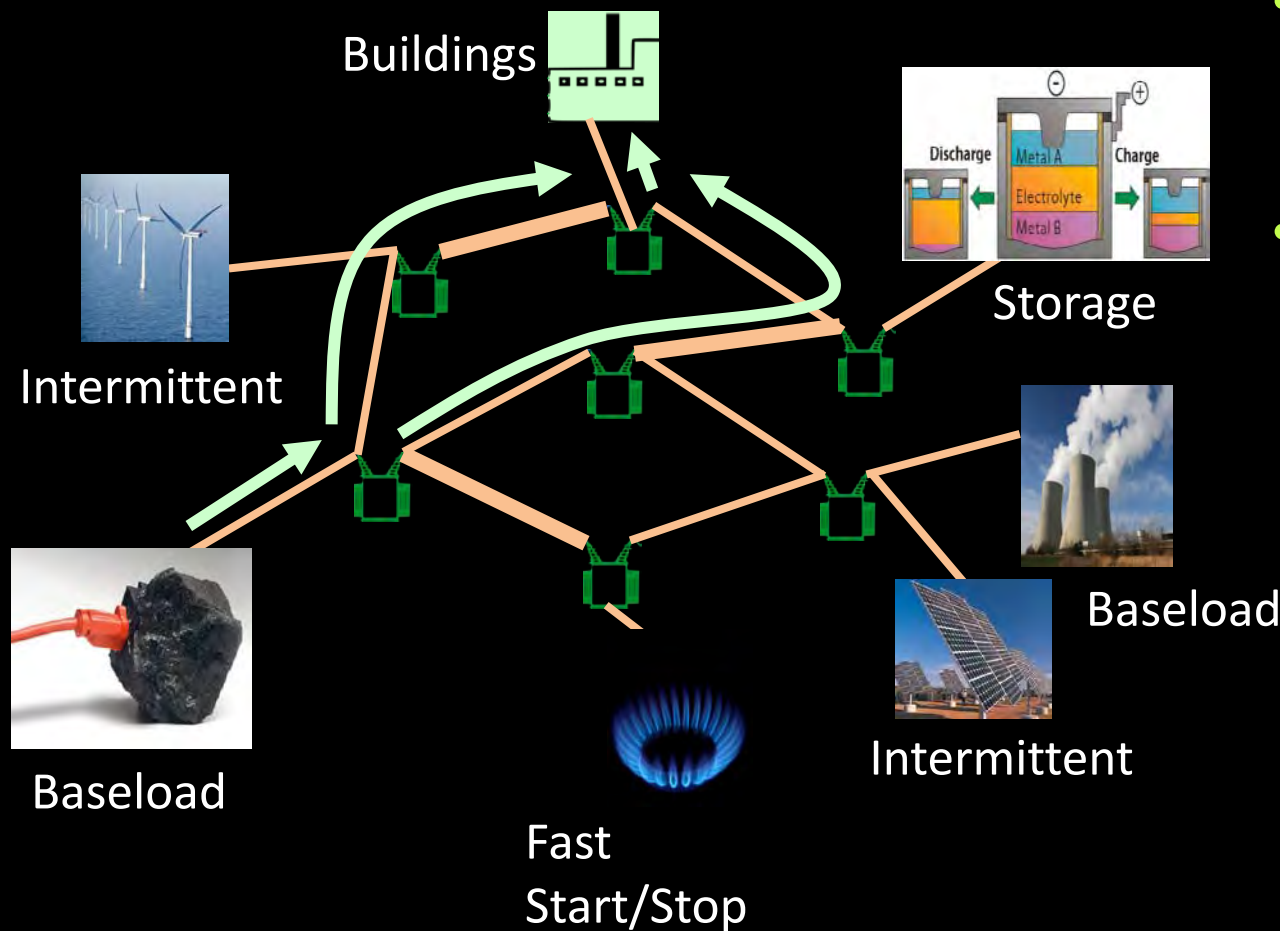 Buildings
Discharge
Charge
Metal A
Electrolyte
Metal B
Storage
Intermittent
Baseload
Intermittent
Baseload
Fast
Start/Stop